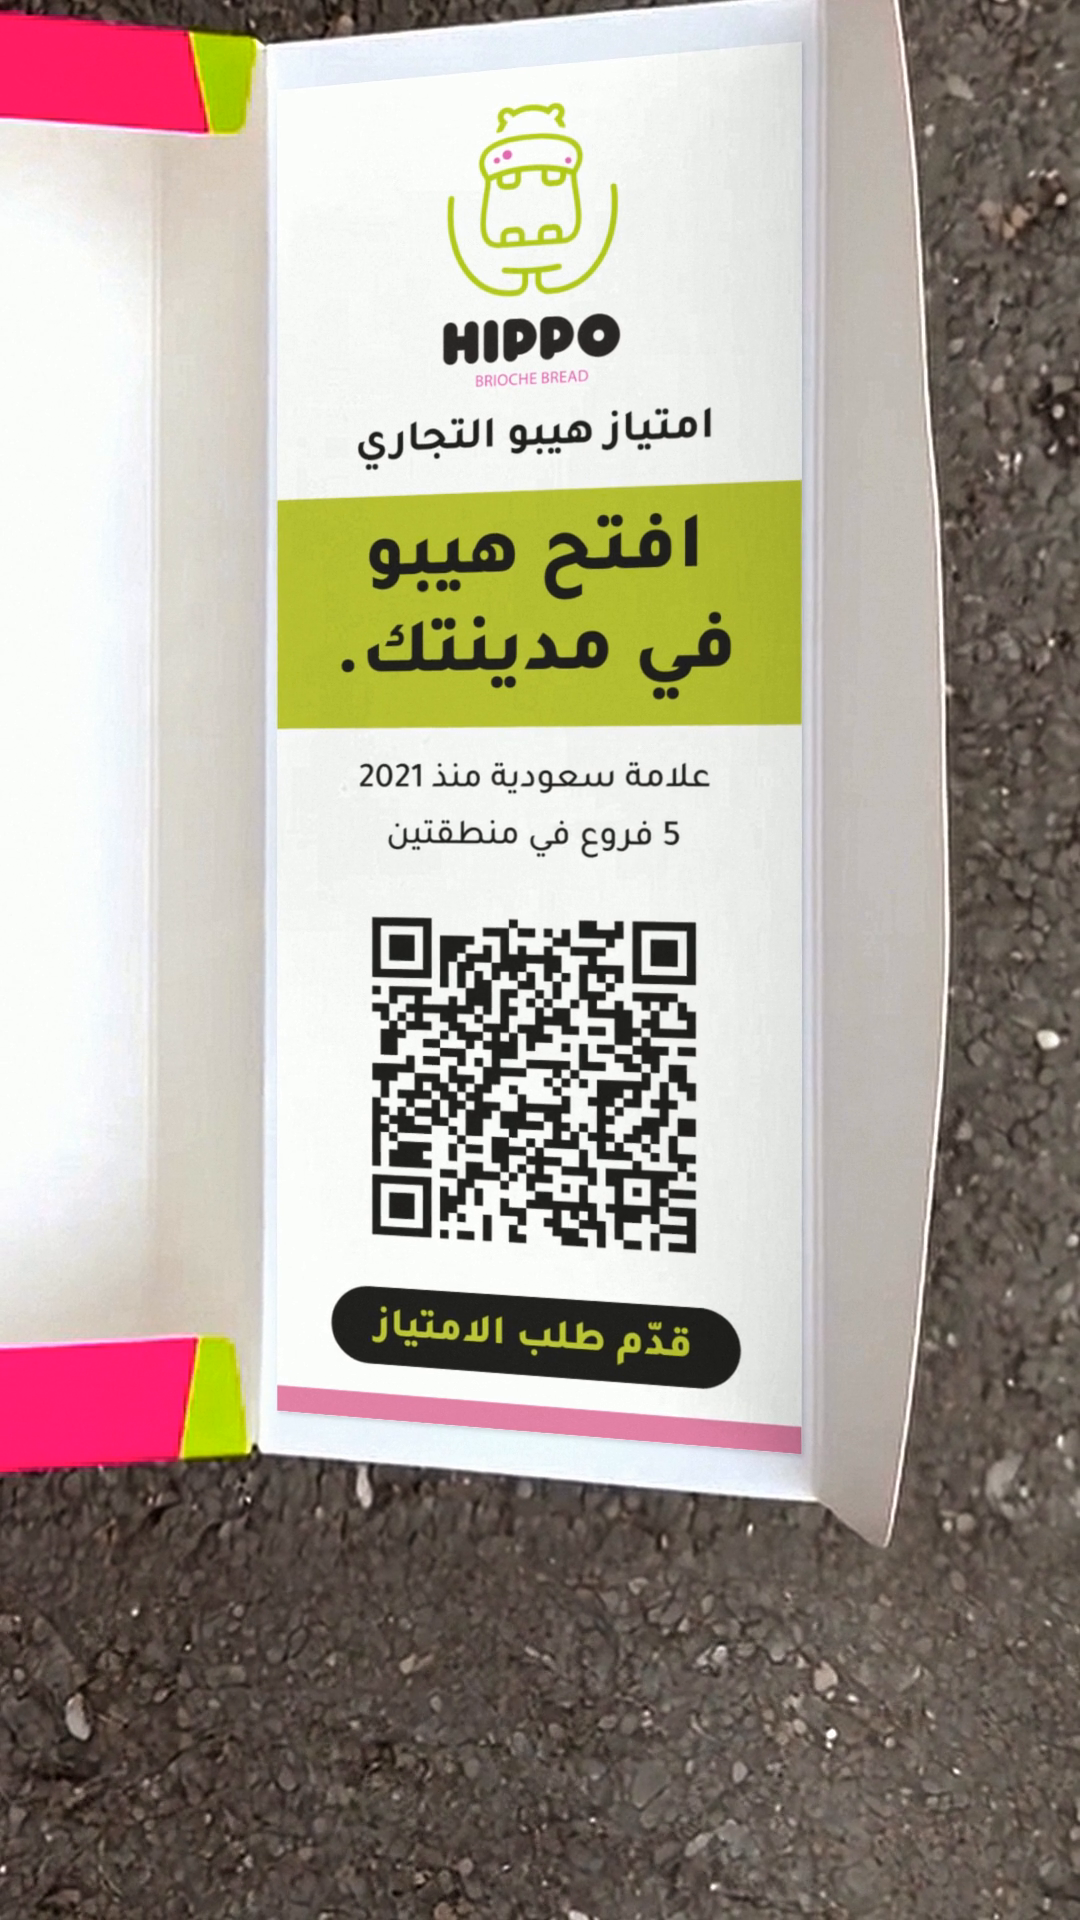 HIPPO
BRIOCHE BREAD
امتياز هيبو التجاري
افتح هيبو
في مدينتك.
علامة سعودية منذ 2021
5 فروع في منطقتين
قدّم طلب الامتياز